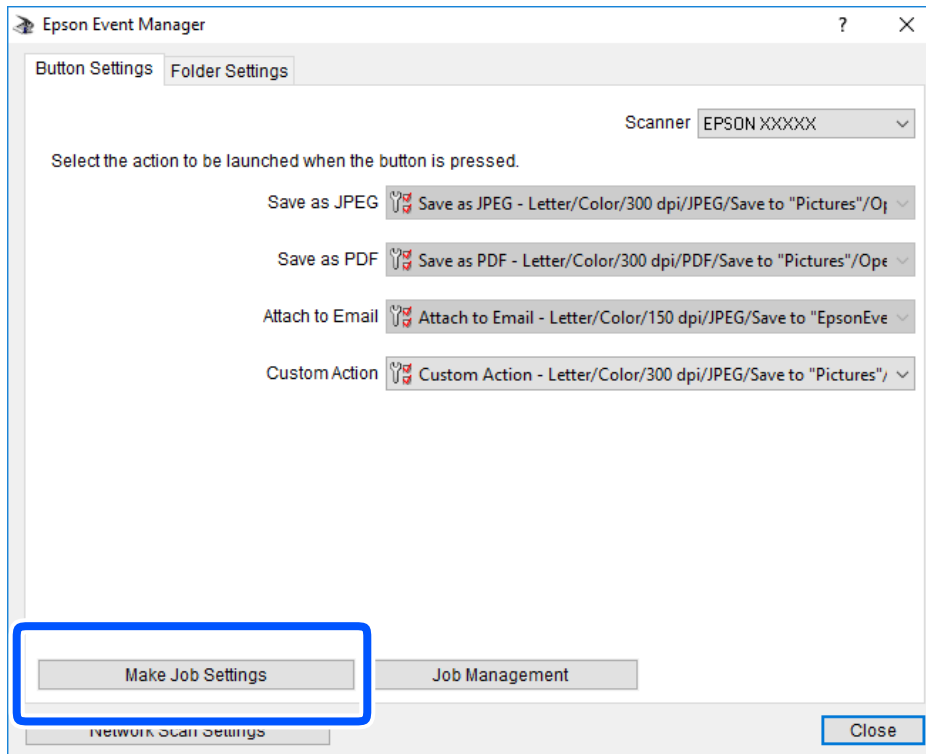 Epson Event Manager
Button Settings Folder Settings
Scanner EPSON XXXXX
Select the action to be launched when the button is pressed.
Save as JPEG Save as JPEG - Letter/Color/300 dpi/JPEG/Save to "Pictures"/Op
Save as PDF Save as PDF - Letter/Color/300 dpi/PDF/Save to "Pictures"/Ope
Attach to Email Attach to Email - Letter/Color/150 dpi/JPEG/Save to "EpsonEve
Custom Action Custom Action - Letter/Color/300 dpi/JPEG/Save to "Pictures"/
Make Job Settings Job Management
Network Scan Settings Close